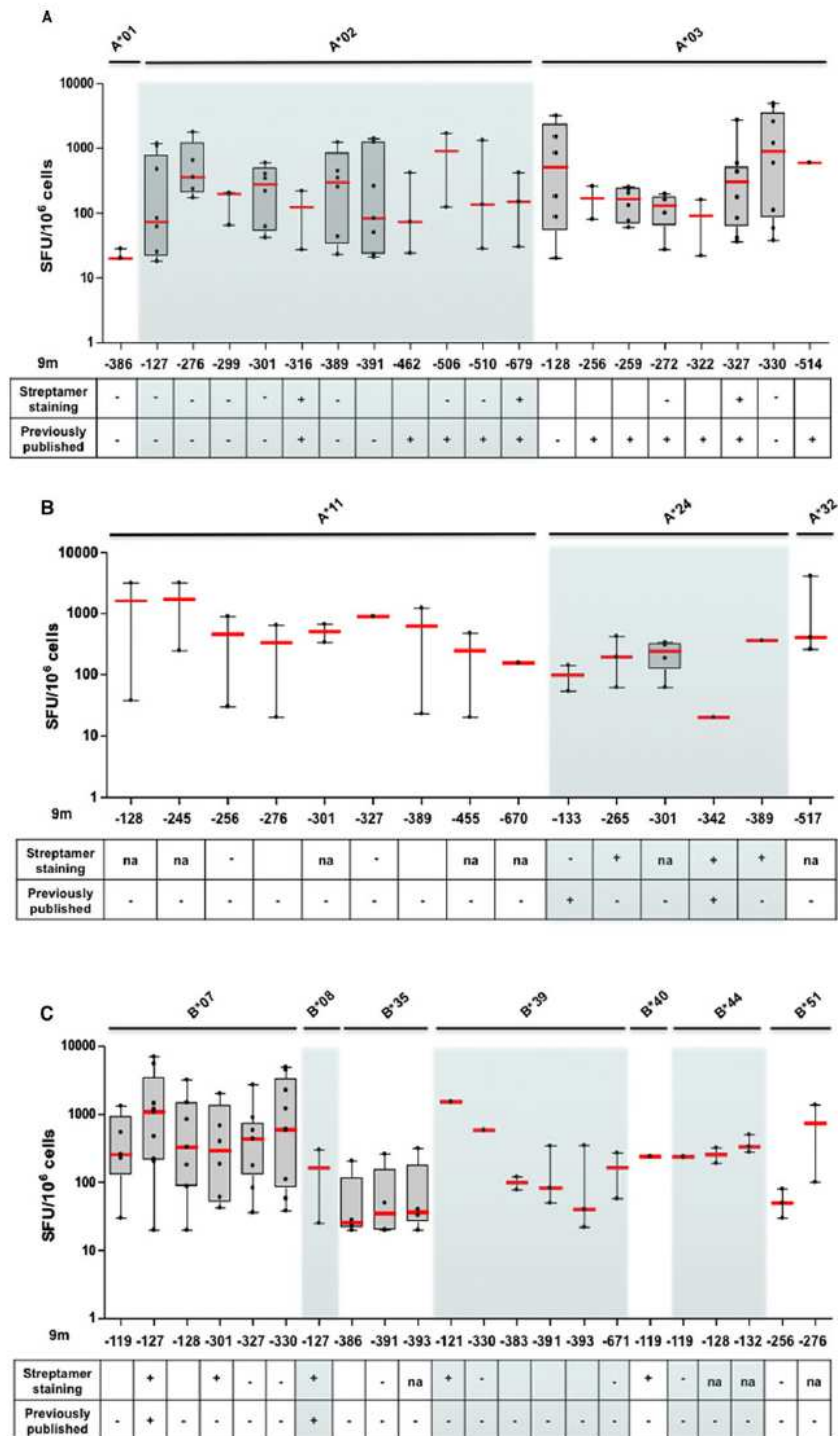 A
A*01 A*02 A*03
10000
1000
100
10
1
SFU/10⁶ cells
9m -386 -127 -276 -299 -301 -316 -389 -391 -462 -506 -510 -679 -128 -256 -259 -272 -322 -327 -330 -514
Streptamer
staining - - - - - + - - - - + - + -
Previously
published - - - - - + - - + + + + - + + + + + - +
B
A*11 A*24 A*32
10000
1000
100
10
1
SFU/10⁶ cells
9m -128 -245 -256 -276 -301 -327 -389 -455 -670 -133 -265 -301 -342 -389 -517
Streptamer
staining na na - na - na na - + na + + na
Previously
published - - - - - - - - - + - - + - -
C
B*07 B*08 B*35 B*39 B*40 B*44 B*51
10000
1000
100
10
1
SFU/10⁶ cells
9m -119 -127 -128 -301 -327 -330 -127 -386 -391 -393 -121 -330 -383 -391 -393 -671 -119 -119 -128 -132 -256 -276
Streptamer
staining + + - - + - na + - - + - na na - na
Previously
published - + - - - - + - - - - - - - - - - - - - - -